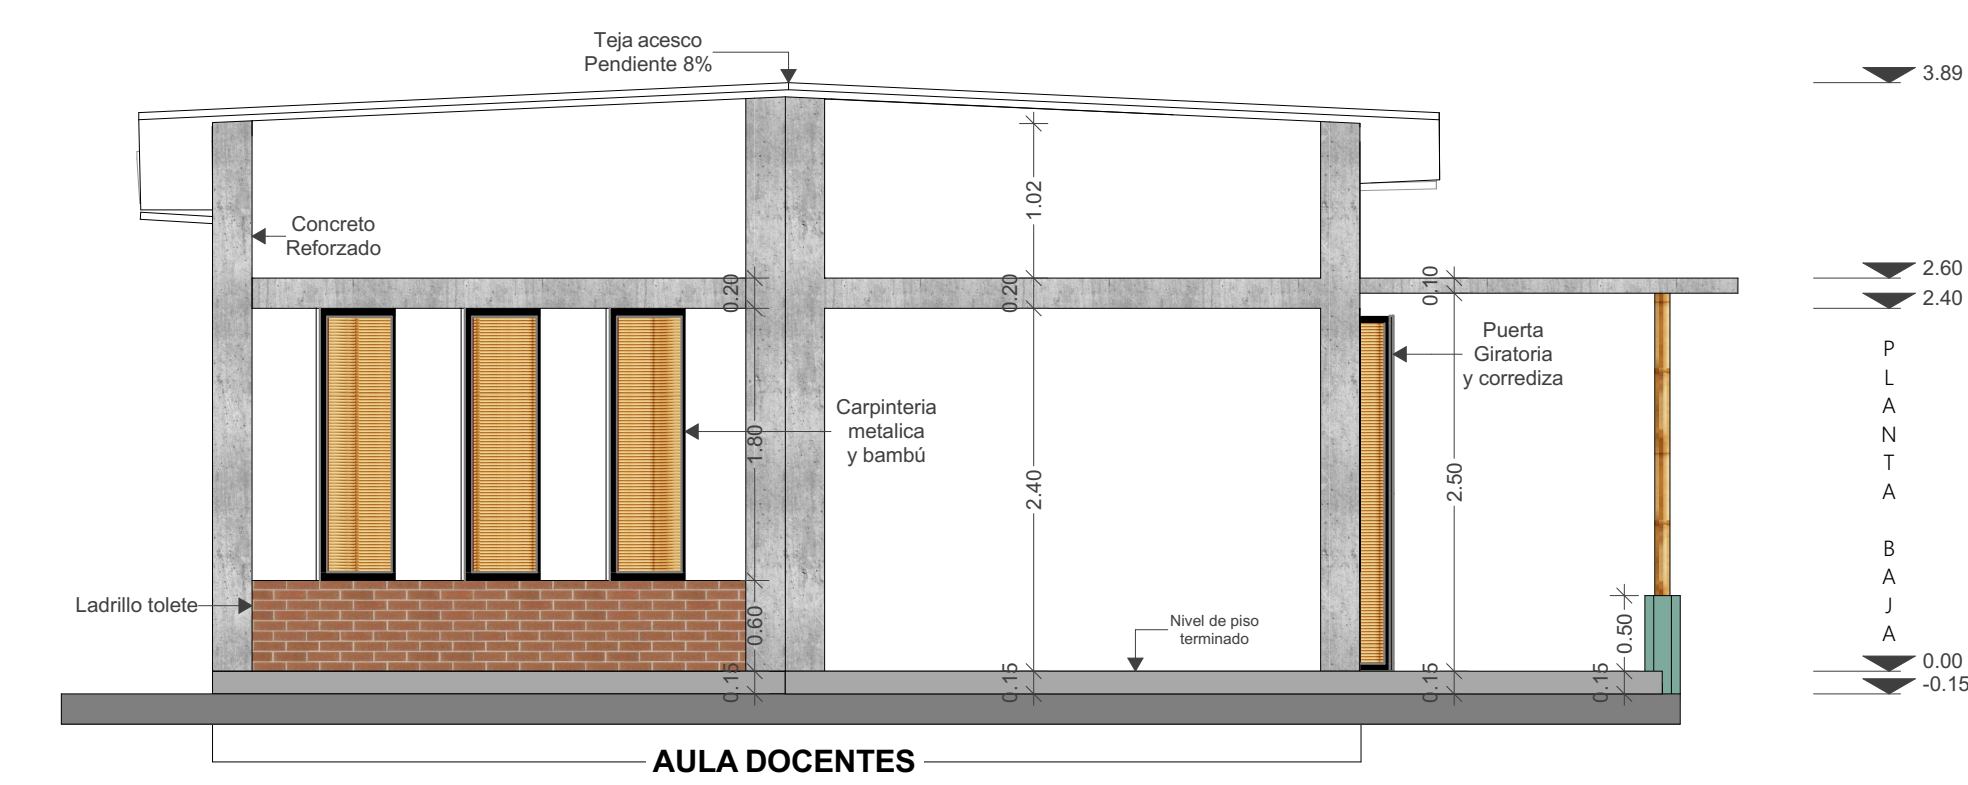 Teja acesco
Pendiente 8%
3.89
1.02
Concreto
Reforzado
0.20
0.20
0.10
2.60
2.40
Puerta
Giratoria
y corrediza
Carpinteria
metalica
y bambú
1.80
2.40
2.50
PLANTA BAJA
Ladrillo tolete
0.60
Nivel de piso
terminado
0.50
0.15
0.15
0.15
0.15
0.00
-0.15
AULA DOCENTES